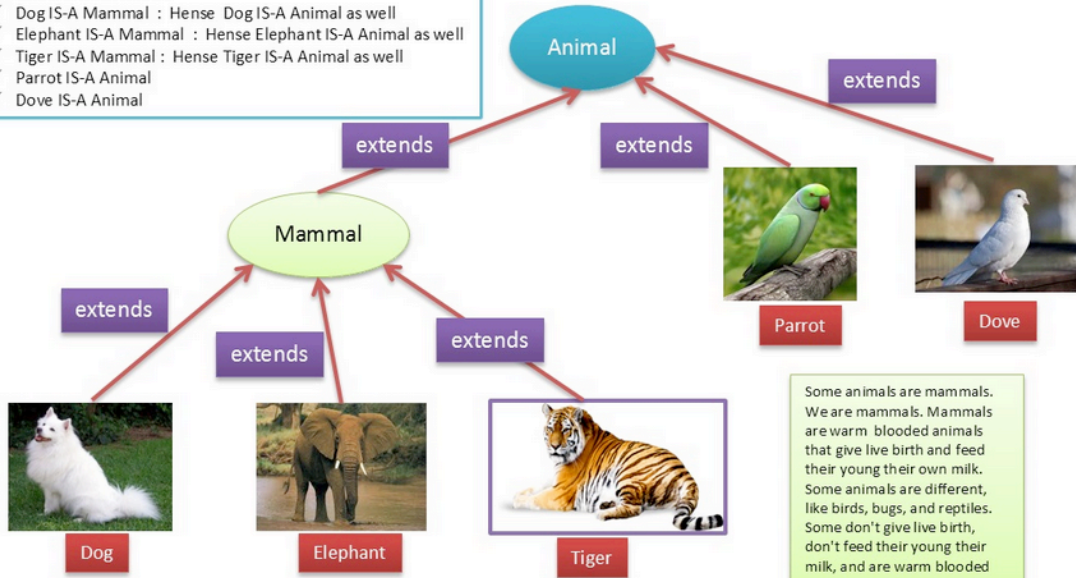 Dog IS-A Mammal : Hense Dog IS-A Animal as well
Elephant IS-A Mammal : Hense Elephant IS-A Animal as well
Tiger IS-A Mammal : Hense Tiger IS-A Animal as well
Parrot IS-A Animal
Dove IS-A Animal
Animal
extends
extends
extends
Mammal
extends
extends
extends
Parrot
Dove
Dog
Elephant
Tiger
Some animals are mammals.
We are mammals. Mammals
are warm blooded animals
that give live birth and feed
their young their own milk.
Some animals are different,
like birds, bugs, and reptiles.
Some don't give live birth,
don't feed their young their
milk, and are warm blooded